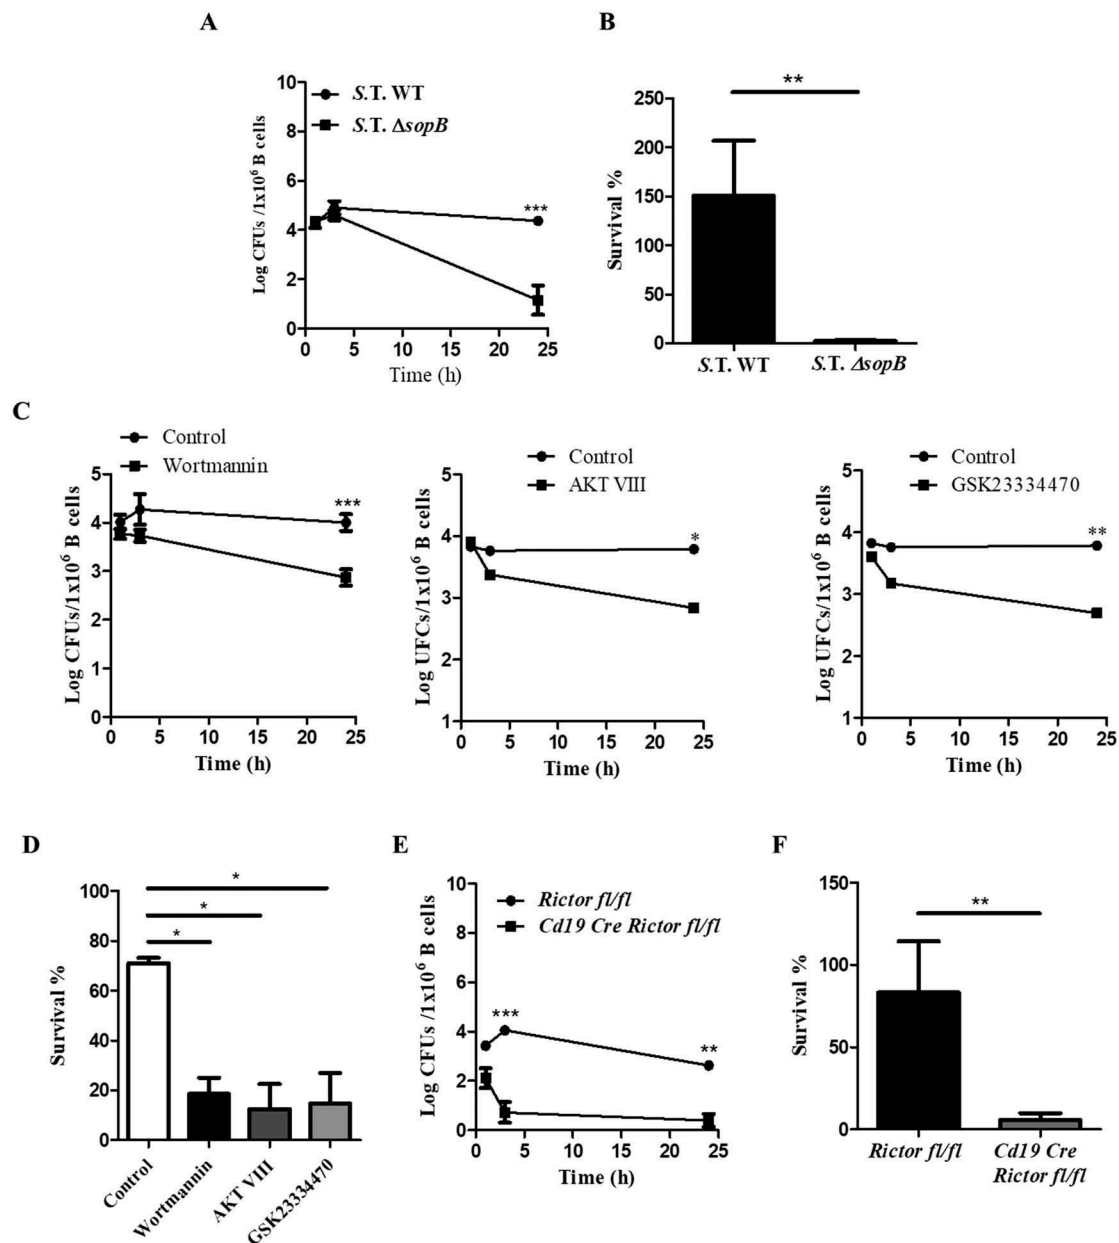 A
Log CFUs /1x10⁶ B cells
10
8
6
4
2
0
S.T. WT
S.T. ΔsopB
***
0 5 10 15 20 25
Time (h)
B
Survival %
250
200
150
100
50
0
**
S.T. WT
S.T. ΔsopB
C
Control
Wortmannin
Log CFUs/1x10⁶ B cells
5
4
3
2
1
0
***
0 5 10 15 20 25
Time (h)
Control
AKT VIII
Log UFCs/1x10⁶ B cells
5
4
3
2
1
*
0 5 10 15 20 25
Time (h)
Control
GSK23334470
Log UFCs/1x10⁶ B cells
5
4
3
2
1
**
0 5 10 15 20 25
Time (h)
D
Survival %
100
80
60
40
20
0
*
*
*
Control
Wortmannin
AKT VIII
GSK23334470
E
Log CFUs /1x10⁶ B cells
10
8
6
4
2
0
Rictor fl/fl
Cd19 Cre Rictor fl/fl
***
**
0 5 10 15 20 25
Time (h)
F
Survival %
150
100
50
0
**
Rictor fl/fl
Cd19 Cre
Rictor fl/fl